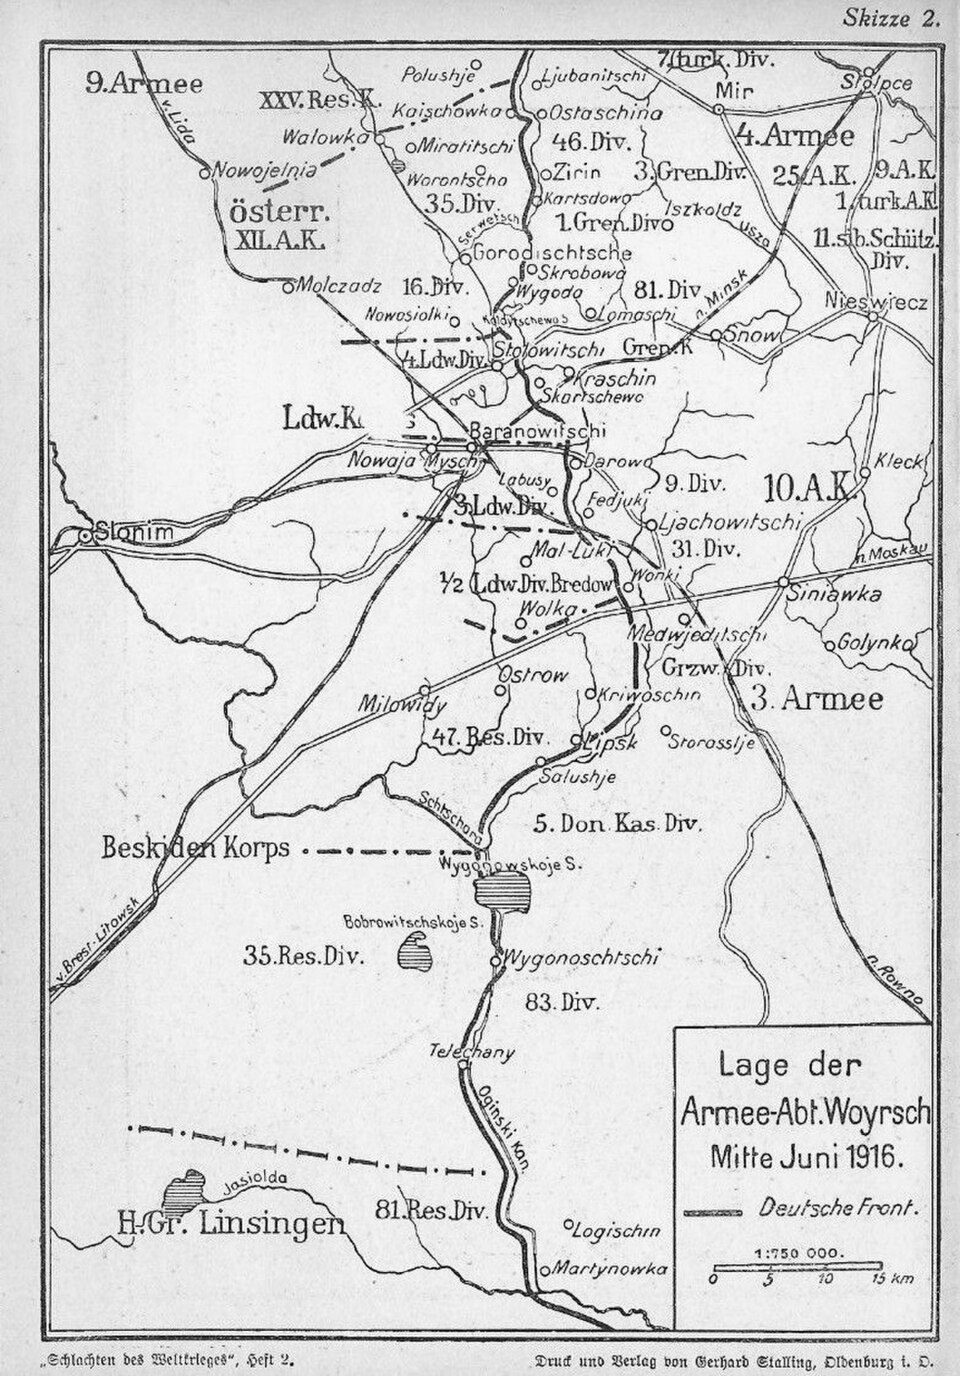 Skizze 2.
9. Armee
v. Lida
XXV. Res. K.
Polushje
Ljubanitschi
7. turk. Div.
Mir
Stolpce
Kaischowka
Ostaschina
Walowka
Miratitschi
46. Div.
4. Armee
Nowojelnia
Worontscha
Zirin
3. Gren. Div.
25. A.K.
9. A.K.
österr.
XII. A.K.
35. Div.
Kartsdowo
Iszkoldz
1. turk. A.K.
Serwetsch
1. Gren. Divo
Usza
11. sib. Schütz.
Div.
Gorodischtsche
Skrobowa
Molczadz
16. Div.
Wygoda
81. Div.
n. Minsk
Nieswiecz
Nowosiolki
Koldytschewo S
Lomaschi
Snow
4. Ldw. Div.
Stolowitschi
Gren. K
Kraschin
Skartschewo
Ldw. K
s
Baranowitschi
Nowaja Mysch
Darowo
Kleck
Labusy
9. Div.
10. A.K.
3. Ldw. Div.
Fedjuki
Slonim
Ljachowitschi
Mal-Luki
31. Div.
n. Moskau
½ Ldw. Div. Bredow
Wonki
Siniawka
Wolka
Medwjeditschi
Golynko
Ostrow
Grzw. Div.
Milowidy
Kriwoschin
3. Armee
47. Res. Div.
Lipsk
Storosslje
Salushje
Schtschara
5. Don. Kas. Div.
Beskiden Korps
Wygonowskoje S.
v. Brest-Litowsk
Bobrowitschskoje S.
35. Res. Div.
Wygonoschtschi
n. Rowno
83. Div.
Telechany
Oginski Kan.
Jasiolda
H.-Gr. Linsingen
81. Res. Div.
Logischin
Martynowka
Lage der
Armee-Abt. Woyrsch
Mitte Juni 1916.
Deutsche Front.
1:750 000.
0 5 10 15 km
„Schlachten des Weltkrieges“, Heft 2.
Druck und Verlag von Gerhard Stalling, Oldenburg i. O.